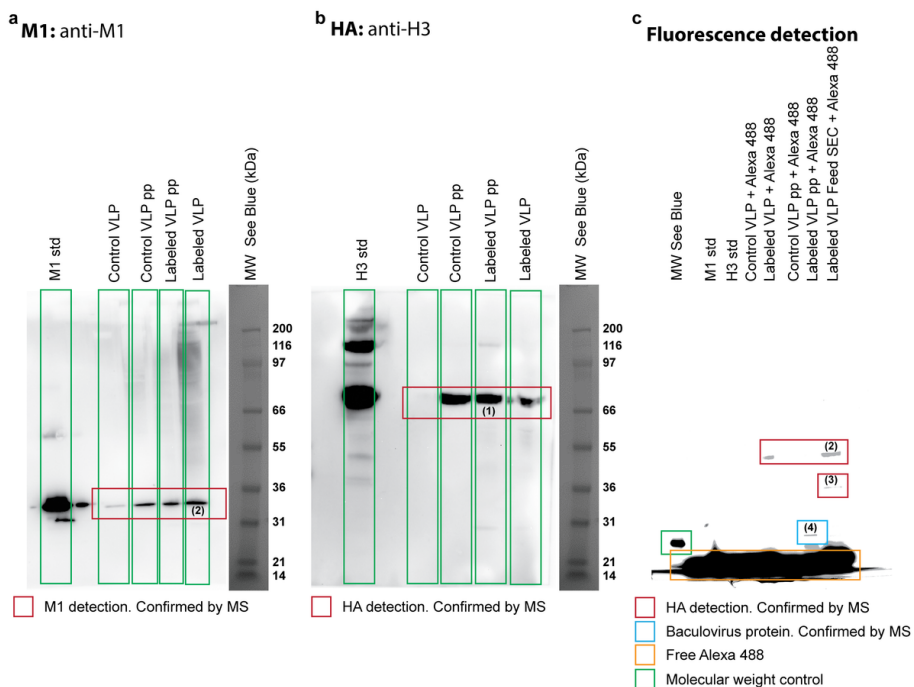 a M1: anti-M1
M1 std
Control VLP
Control VLP pp
Labeled VLP pp
Labeled VLP
MW See Blue (kDa)
200
116
97
66
55
36
31
21
14
(2)
M1 detection. Confirmed by MS
b HA: anti-H3
H3 std
Control VLP
Control VLP pp
Labeled VLP pp
Labeled VLP
MW See Blue (kDa)
200
116
97
66
55
36
31
21
14
(1)
HA detection. Confirmed by MS
c Fluorescence detection
MW See Blue
M1 std
H3 std
Control VLP + Alexa 488
Labeled VLP + Alexa 488
Control VLP pp + Alexa 488
Labeled VLP pp + Alexa 488
Labeled VLP Feed SEC + Alexa 488
(2)
(3)
(4)
HA detection. Confirmed by MS
Baculovirus protein. Confirmed by MS
Free Alexa 488
Molecular weight control